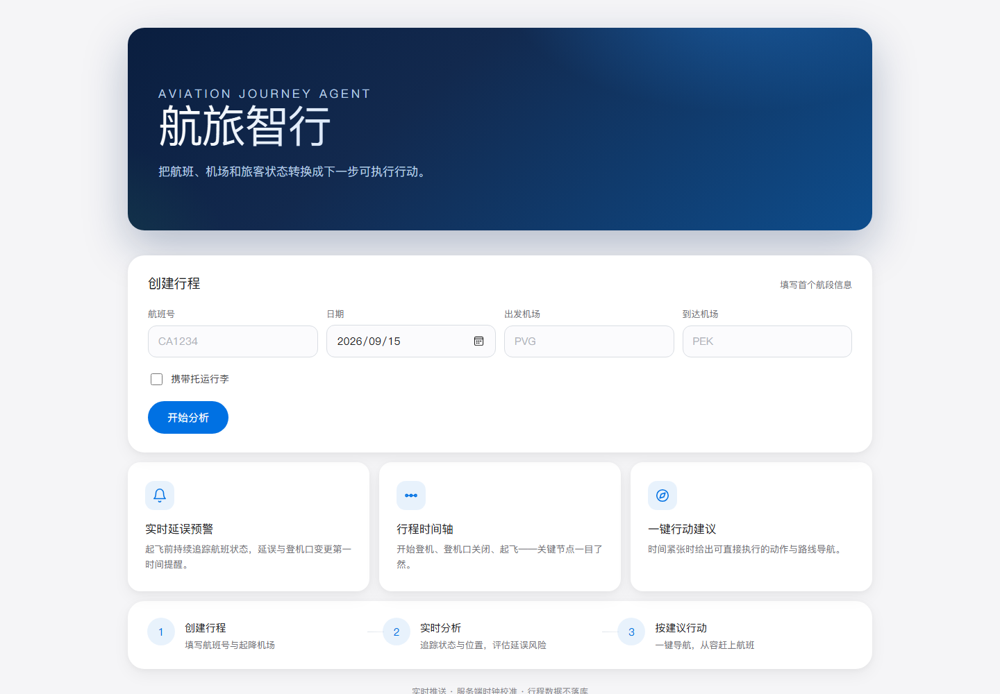 AVIATION JOURNEY AGENT
航旅智行
把航班、机场和旅客状态转换成下一步可执行行动。
创建行程
填写首个航段信息
航班号
日期
出发机场
到达机场
CA1234
2026/09/15
PVG
PEK
携带托运行李
开始分析
实时延误预警
起飞前持续追踪航班状态，延误与登机口变更第一
时间提醒。
行程时间轴
开始登机、登机口关闭、起飞——关键节点一目了
然。
一键行动建议
时间紧张时给出可直接执行的动作与路线导航。
1
创建行程
填写航班号与起降机场
2
实时分析
追踪状态与位置，评估延误风险
3
按建议行动
一键导航，从容赶上航班
实时推送 · 服务端时钟校准 · 行程数据不落库